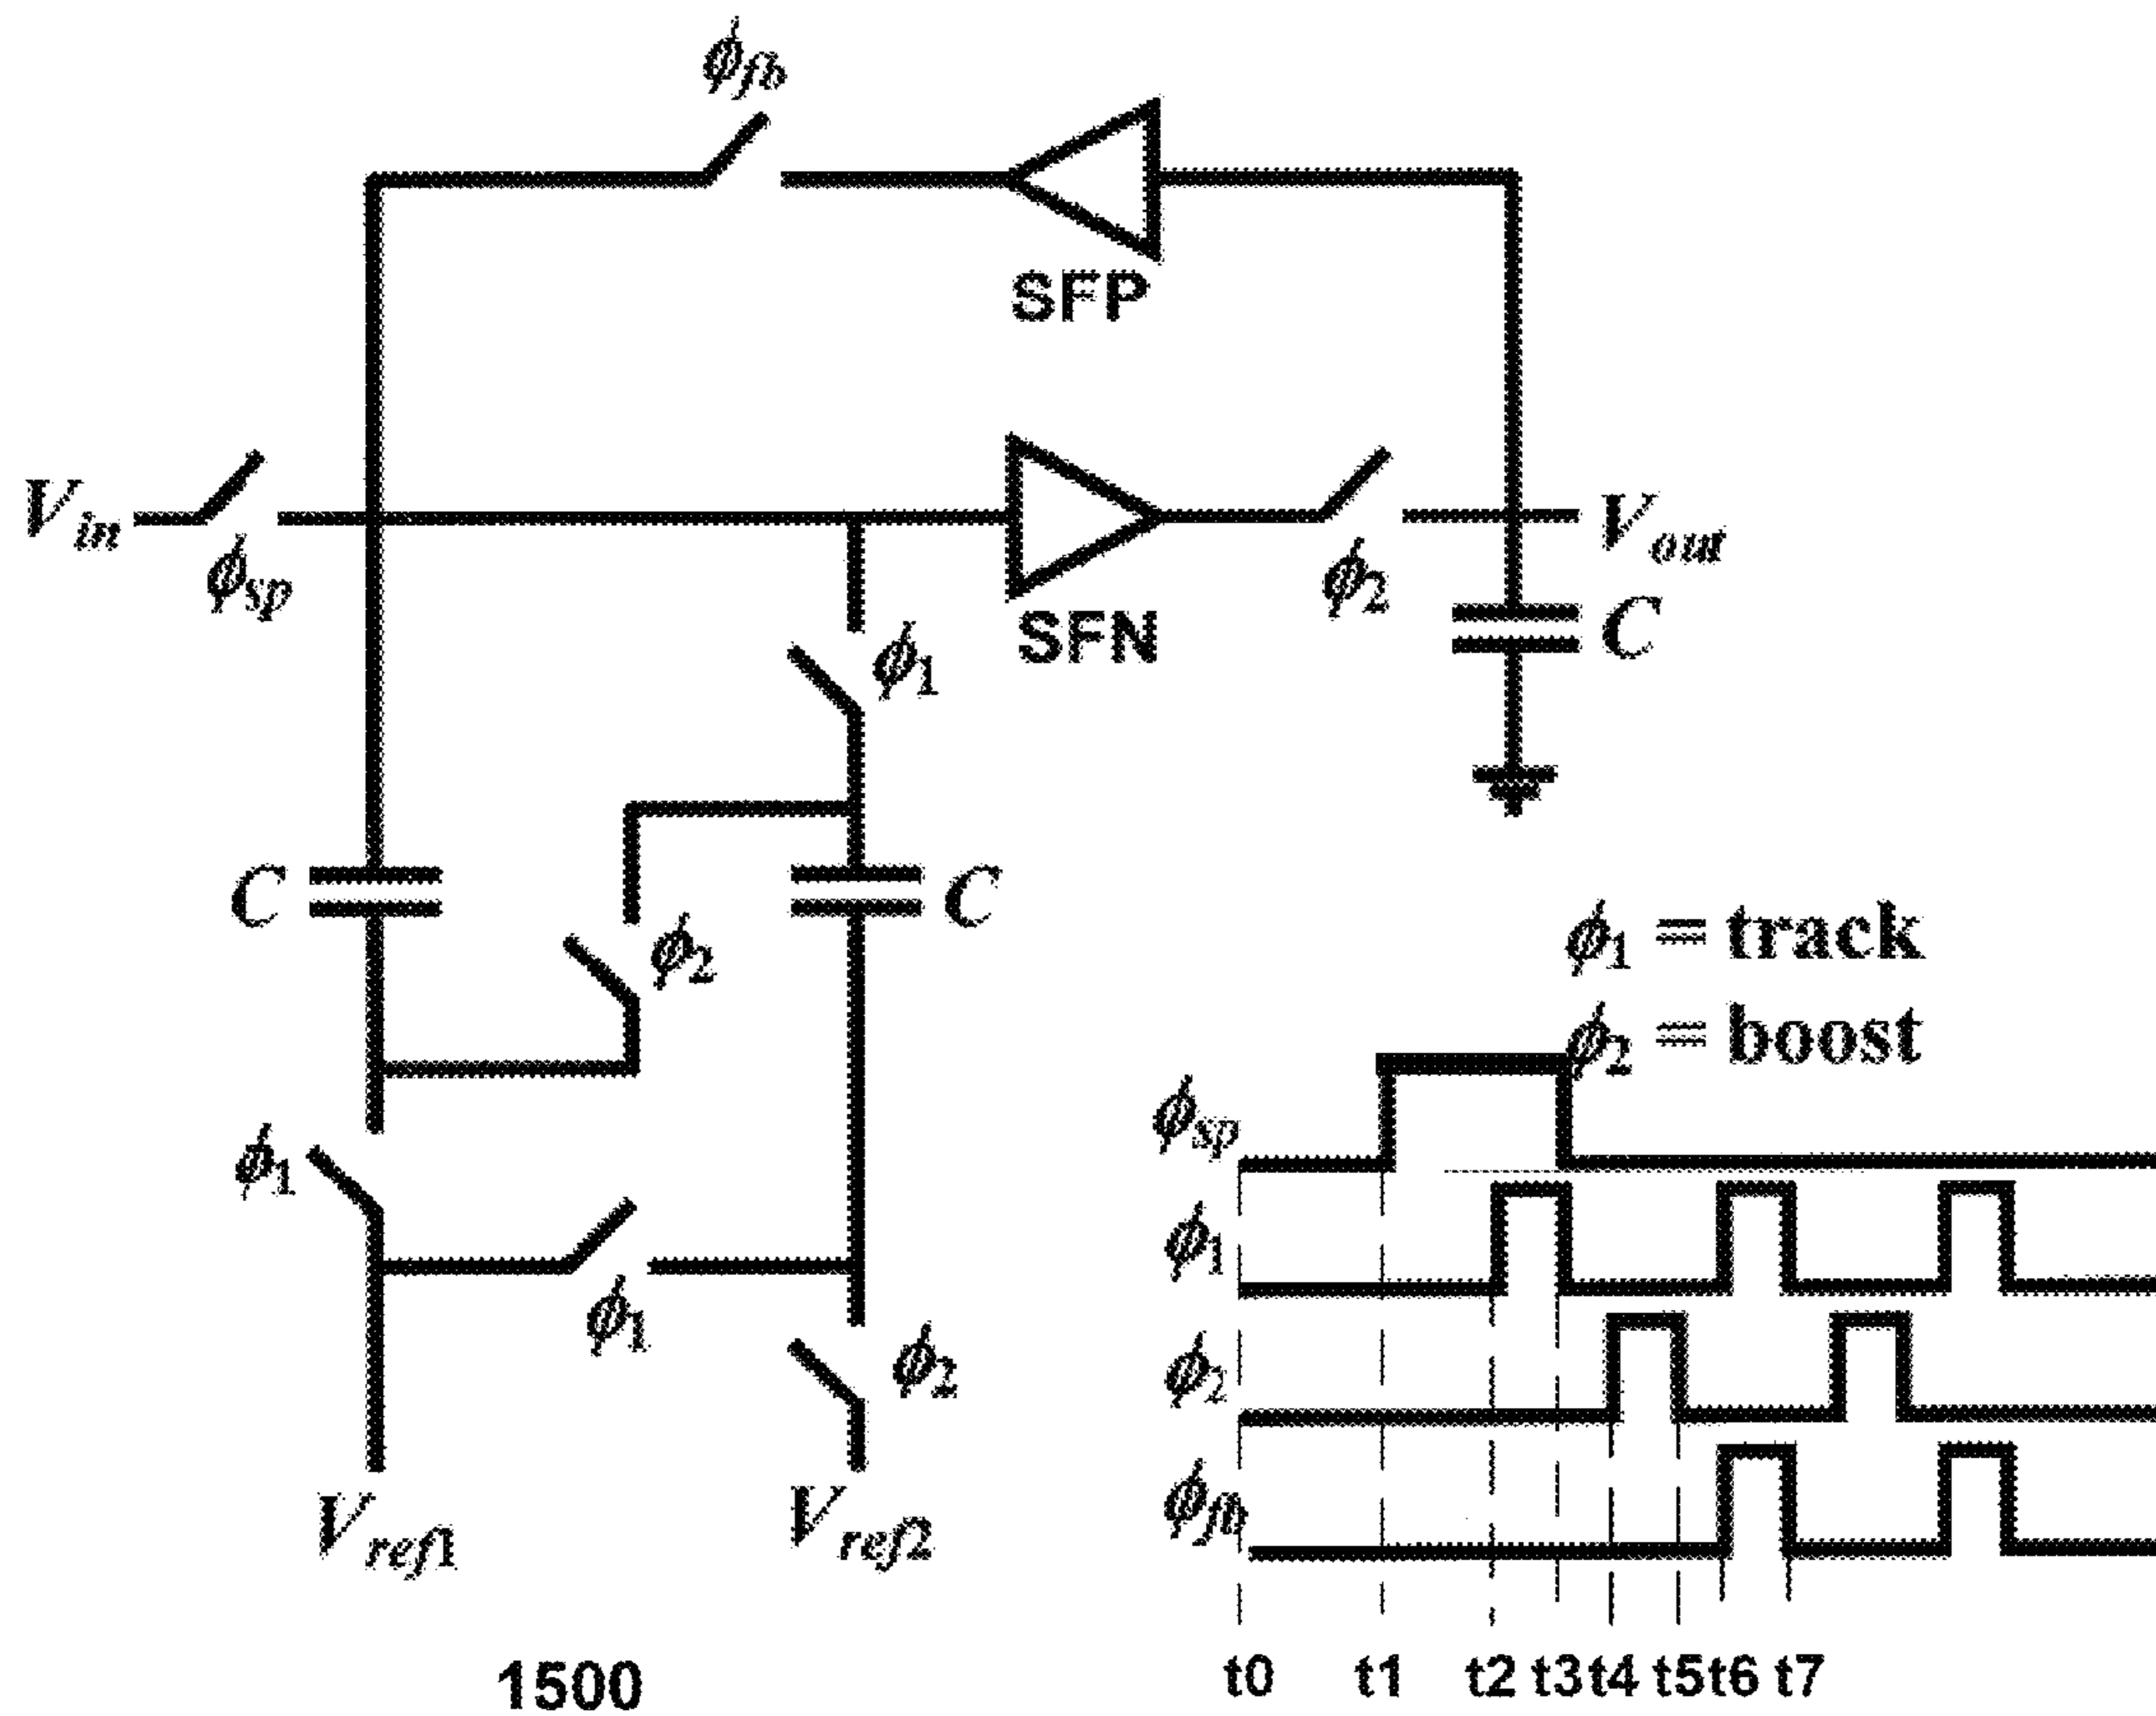 ϕfb
SFP
Vin
ϕsp
SFN
ϕ2
Vout
C
ϕ1
C
ϕ2
C
ϕ1 = track
ϕ2 = boost
ϕ1
ϕ1
ϕ2
Vref1
Vref2
ϕsp
ϕ1
ϕ2
ϕfb
t0 t1 t2 t3 t4 t5 t6 t7
1500